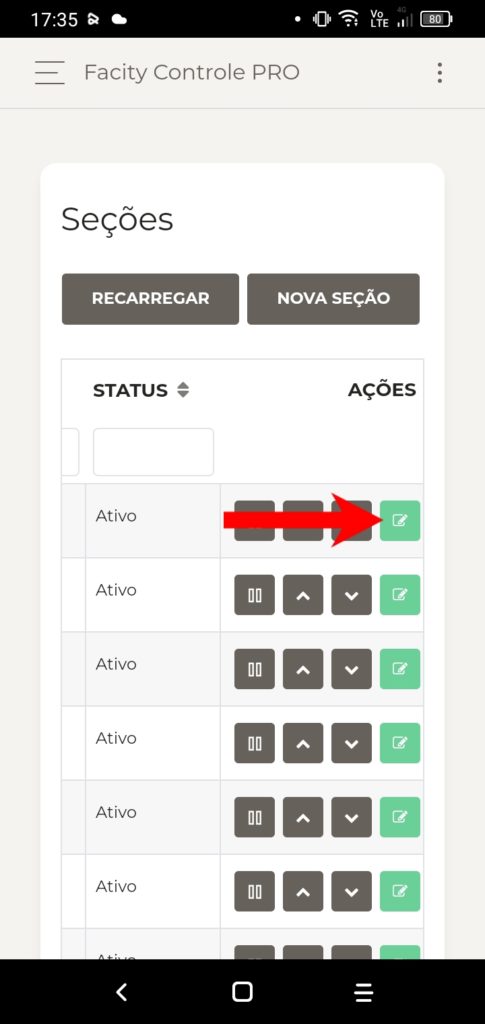 17:35 Vo LTE 4G 80
Facity Controle PRO
Seções
RECARREGAR NOVA SEÇÃO
STATUS AÇÕES
Ativo
Ativo
Ativo
Ativo
Ativo
Ativo
Ativo